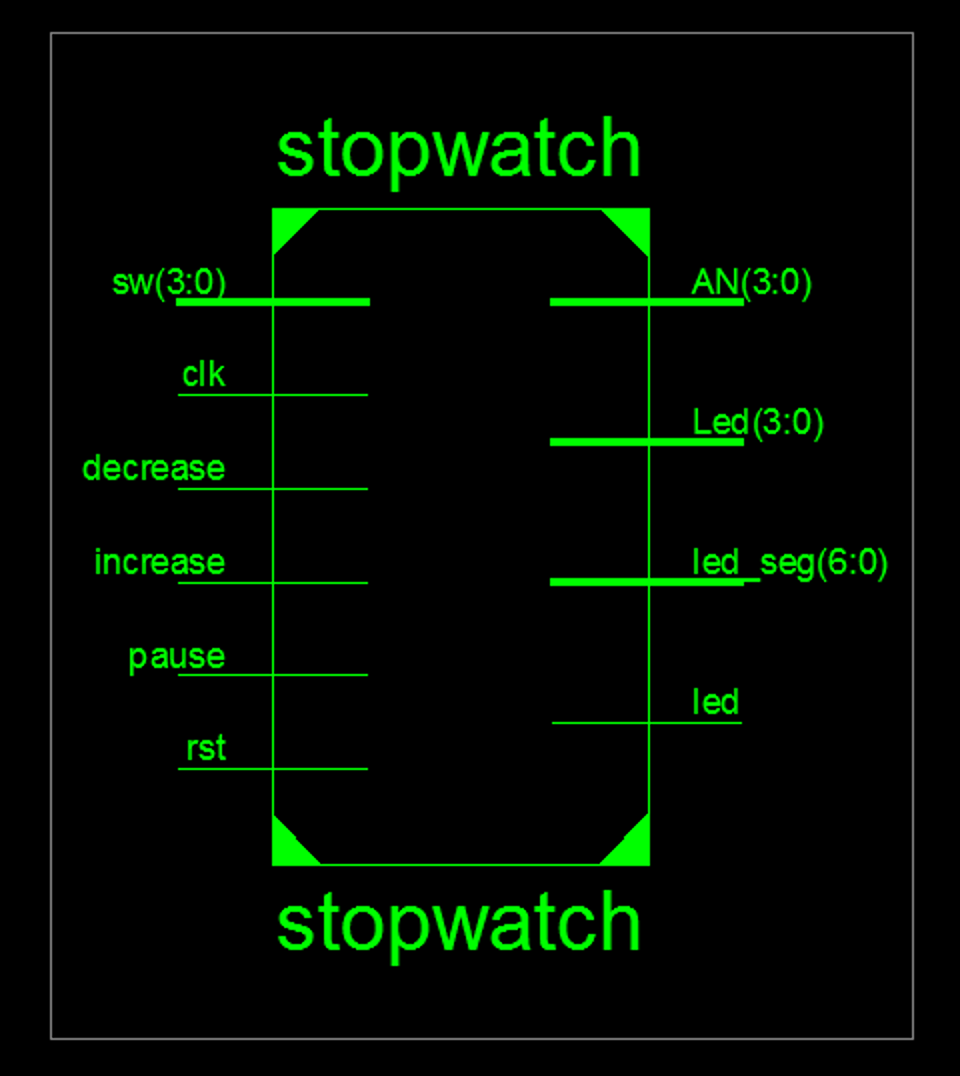 stopwatch
sw(3:0)
AN(3:0)
clk
Led(3:0)
decrease
increase
led_seg(6:0)
pause
led
rst
stopwatch